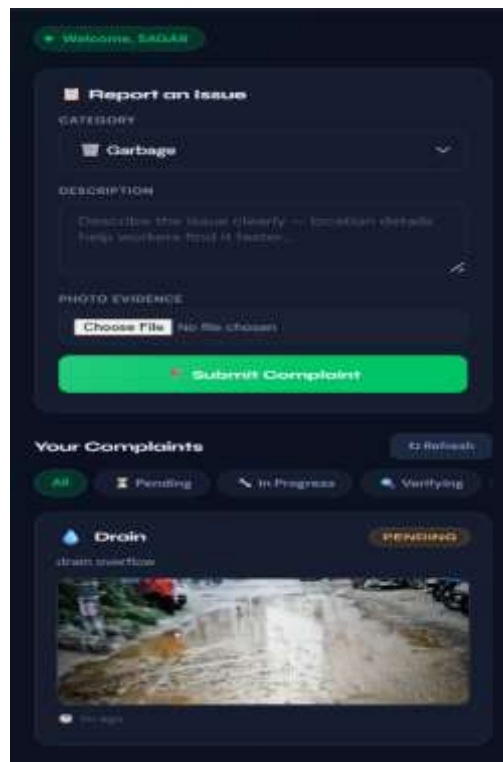 Welcome, SAGAR
Report an Issue
CATEGORY
Garbage
DESCRIPTION
Describe the issue clearly — location details
help workers find it faster...
PHOTO EVIDENCE
Choose File No file chosen
Submit Complaint
Your Complaints
Refresh
All Pending In Progress Verifying
Drain PENDING
drain overflow
ago